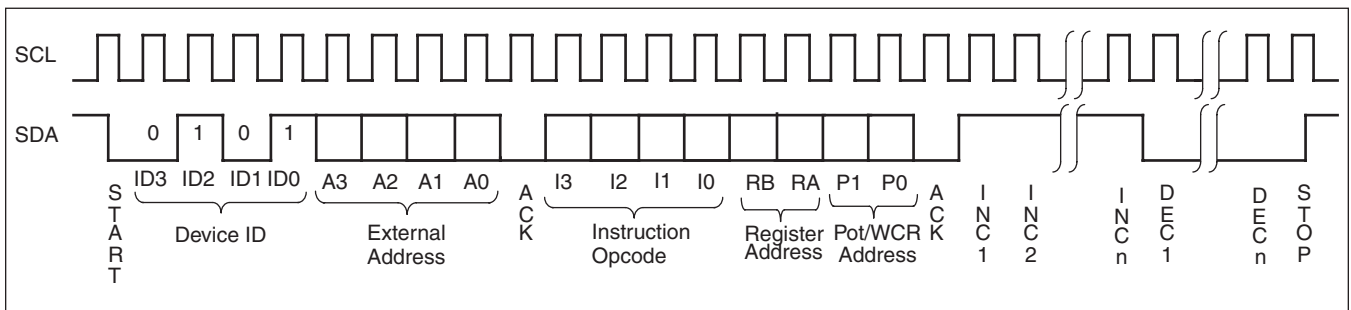 SCL
SDA
0 1 0 1
ID3 ID2 ID1 ID0 A3 A2 A1 A0 I3 I2 I1 I0 RB RA P1 P0
START
Device ID
External
Address
ACK
Instruction
Opcode
Register
Address
Pot/WCR
Address
ACK
INC1
INC2
INCn
DEC1
DECn
STOP